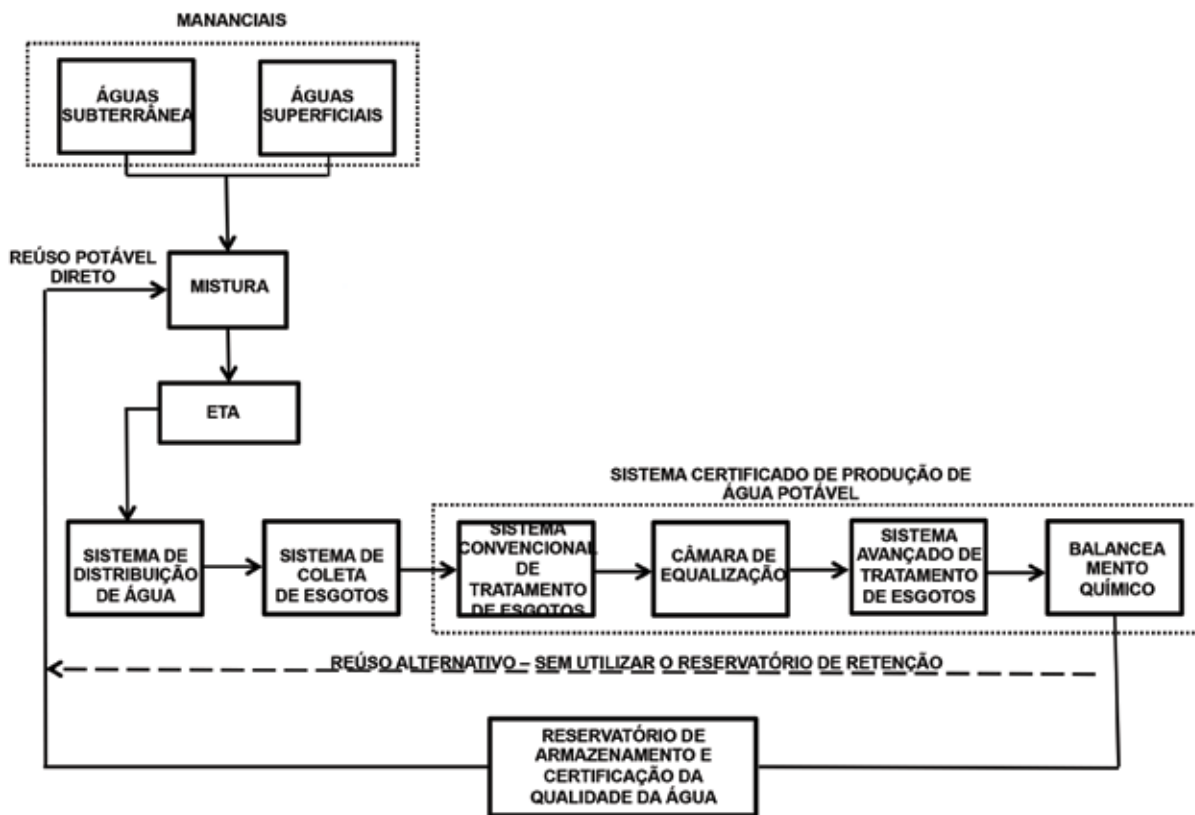 MANANCIAIS
ÁGUAS
SUBTERRÂNEA
ÁGUAS
SUPERFICIAIS
REÚSO POTÁVEL
DIRETO
MISTURA
ETA
SISTEMA CERTIFICADO DE PRODUÇÃO DE
ÁGUA POTÁVEL
SISTEMA DE
DISTRIBUIÇÃO
DE ÁGUA
SISTEMA DE
COLETA
DE ESGOTOS
SISTEMA
CONVENCIONAL
DE
TRATAMENTO
DE ESGOTOS
CÂMARA DE
EQUALIZAÇÃO
SISTEMA
AVANÇADO DE
TRATAMENTO
DE ESGOTOS
BALANCEA
MENTO
QUÍMICO
REÚSO ALTERNATIVO – SEM UTILIZAR O RESERVATÓRIO DE RETENÇÃO
RESERVATÓRIO DE
ARMAZENAMENTO E
CERTIFICAÇÃO DA
QUALIDADE DA ÁGUA